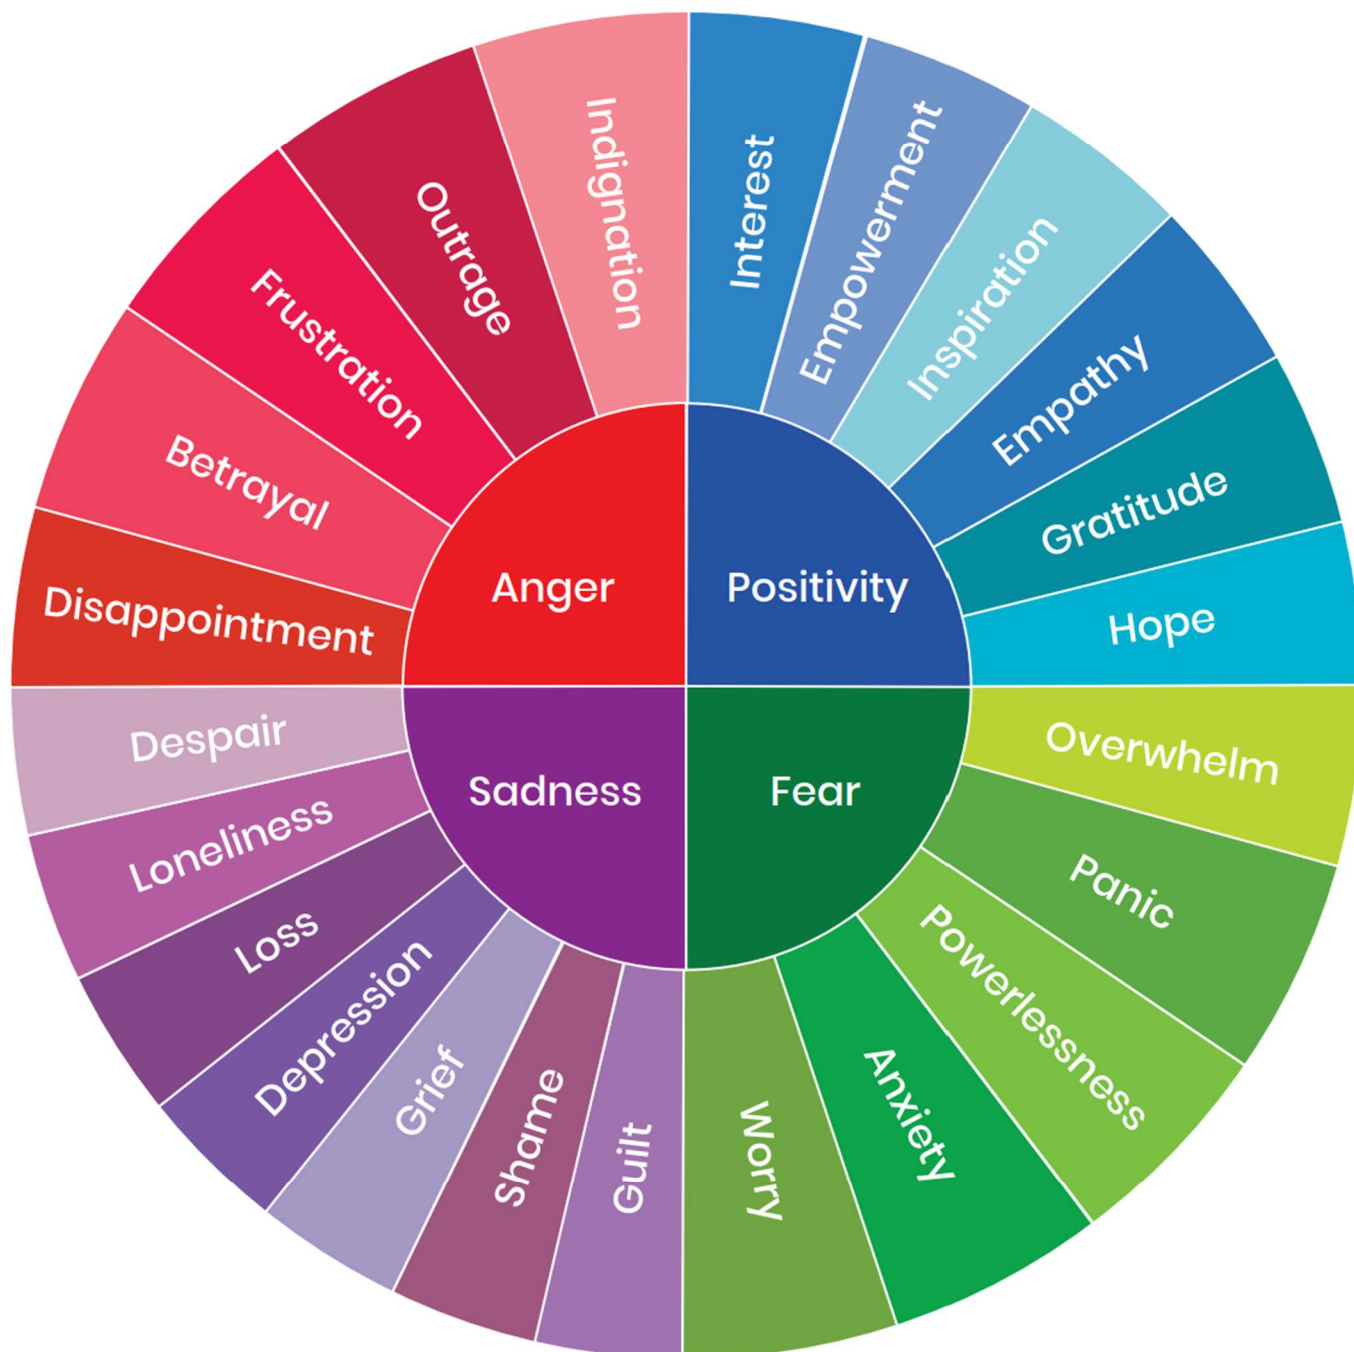 Indignation
Outrage
Frustration
Betrayal
Disappointment
Anger
Interest
Empowerment
Inspiration
Empathy
Gratitude
Hope
Positivity
Despair
Loneliness
Loss
Depression
Grief
Shame
Guilt
Sadness
Overwhelm
Panic
Powerlessness
Anxiety
Worry
Fear